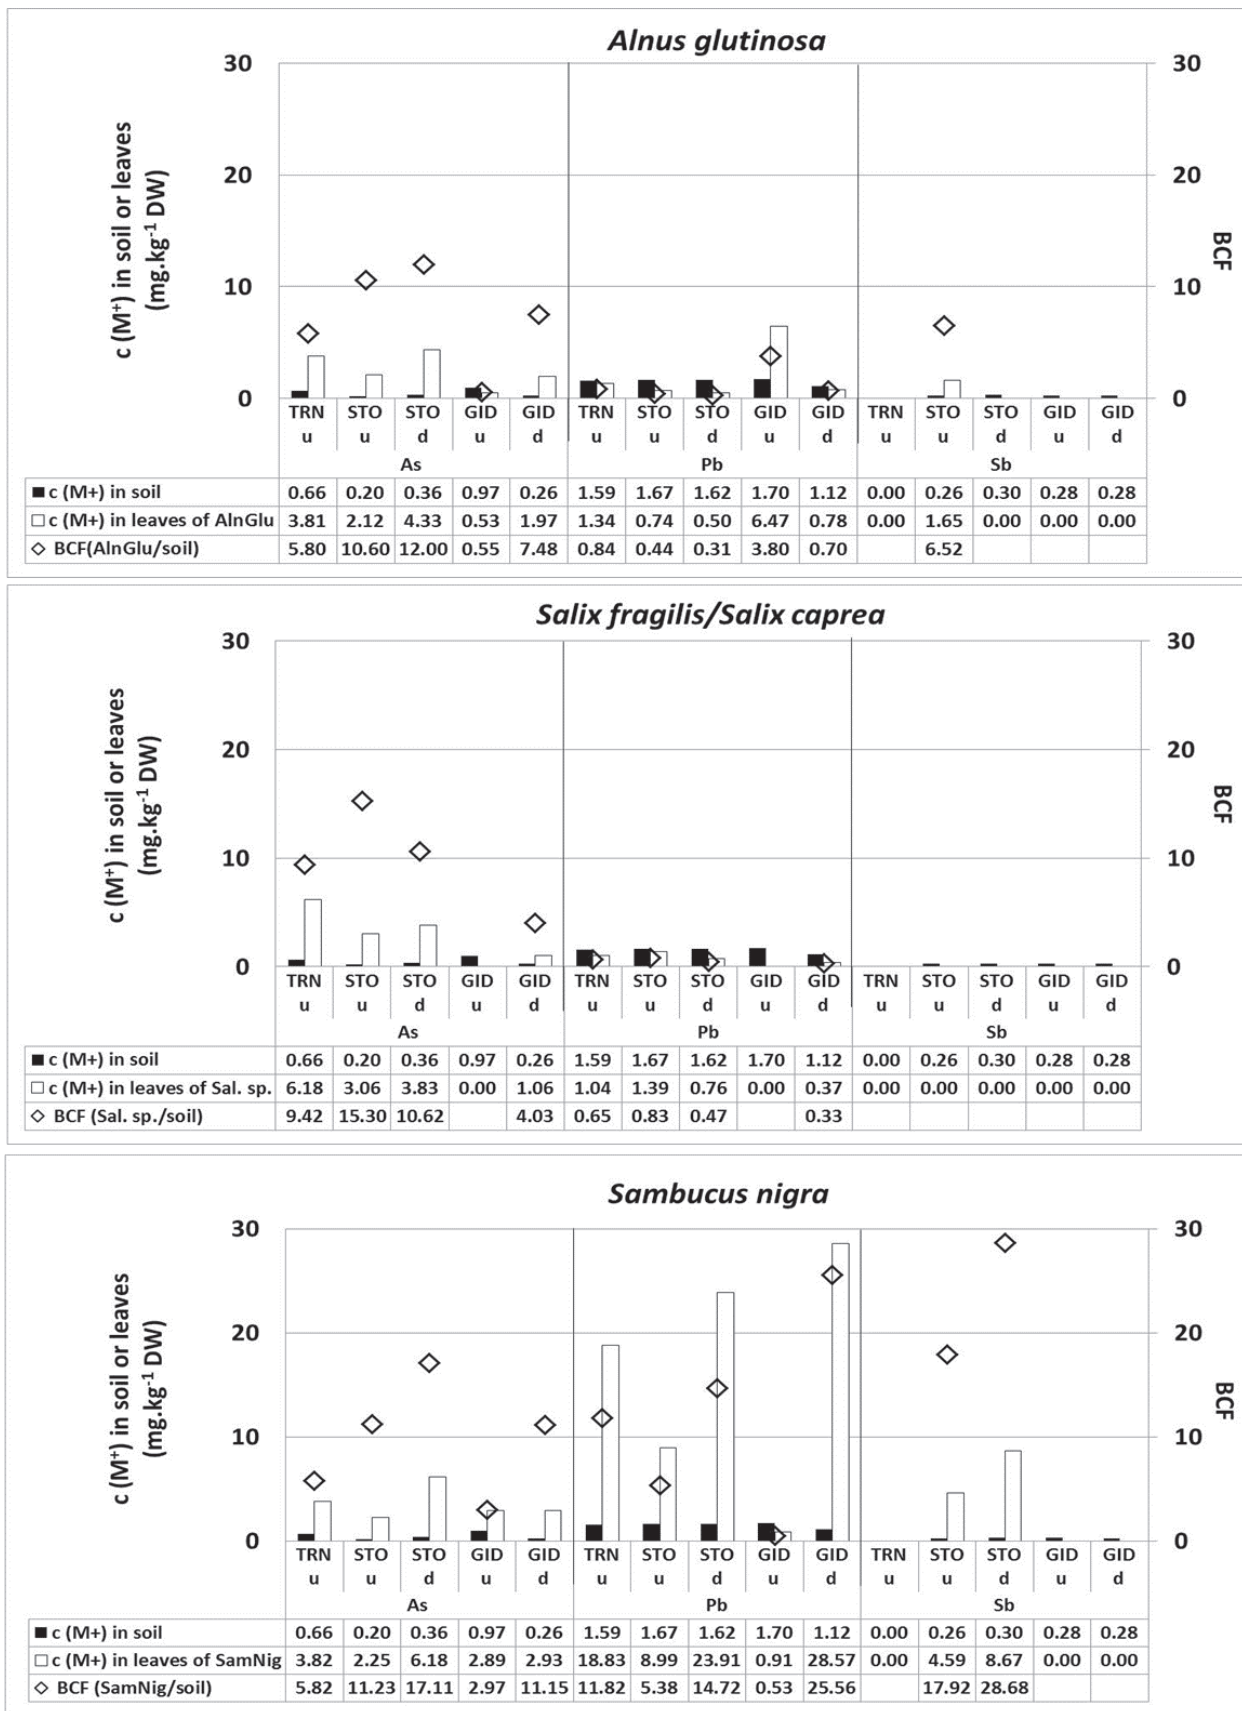 Alnus glutinosa
c (M+) in soil or leaves
(mg.kg-1 DW)
BCF
30 30
20 20
10 10
0 0
TRN STO STO GID GID TRN STO STO GID GID TRN STO STO GID GID
u u d u d u u d u d u u d u d
As Pb Sb
■ c (M+) in soil 0.66 0.20 0.36 0.97 0.26 1.59 1.67 1.62 1.70 1.12 0.00 0.26 0.30 0.28 0.28
□ c (M+) in leaves of AlnGlu 3.81 2.12 4.33 0.53 1.97 1.34 0.74 0.50 6.47 0.78 0.00 1.65 0.00 0.00 0.00
◇ BCF(AlnGlu/soil) 5.80 10.60 12.00 0.55 7.48 0.84 0.44 0.31 3.80 0.70 6.52
Salix fragilis/Salix caprea
c (M+) in soil or leaves
(mg.kg-1 DW)
BCF
30 30
20 20
10 10
0 0
TRN STO STO GID GID TRN STO STO GID GID TRN STO STO GID GID
u u d u d u u d u d u u d u d
As Pb Sb
■ c (M+) in soil 0.66 0.20 0.36 0.97 0.26 1.59 1.67 1.62 1.70 1.12 0.00 0.26 0.30 0.28 0.28
□ c (M+) in leaves of Sal. sp. 6.18 3.06 3.83 0.00 1.06 1.04 1.39 0.76 0.00 0.37 0.00 0.00 0.00 0.00 0.00
◇ BCF (Sal. sp./soil) 9.42 15.30 10.62 4.03 0.65 0.83 0.47 0.33
Sambucus nigra
c (M+) in soil or leaves
(mg.kg-1 DW)
BCF
30 30
20 20
10 10
0 0
TRN STO STO GID GID TRN STO STO GID GID TRN STO STO GID GID
u u d u d u u d u d u u d u d
As Pb Sb
■ c (M+) in soil 0.66 0.20 0.36 0.97 0.26 1.59 1.67 1.62 1.70 1.12 0.00 0.26 0.30 0.28 0.28
□ c (M+) in leaves of SamNig 3.82 2.25 6.18 2.89 2.93 18.83 8.99 23.91 0.91 28.57 0.00 4.59 8.67 0.00 0.00
◇ BCF (SamNig/soil) 5.82 11.23 17.11 2.97 11.15 11.82 5.38 14.72 0.53 25.56 17.92 28.68